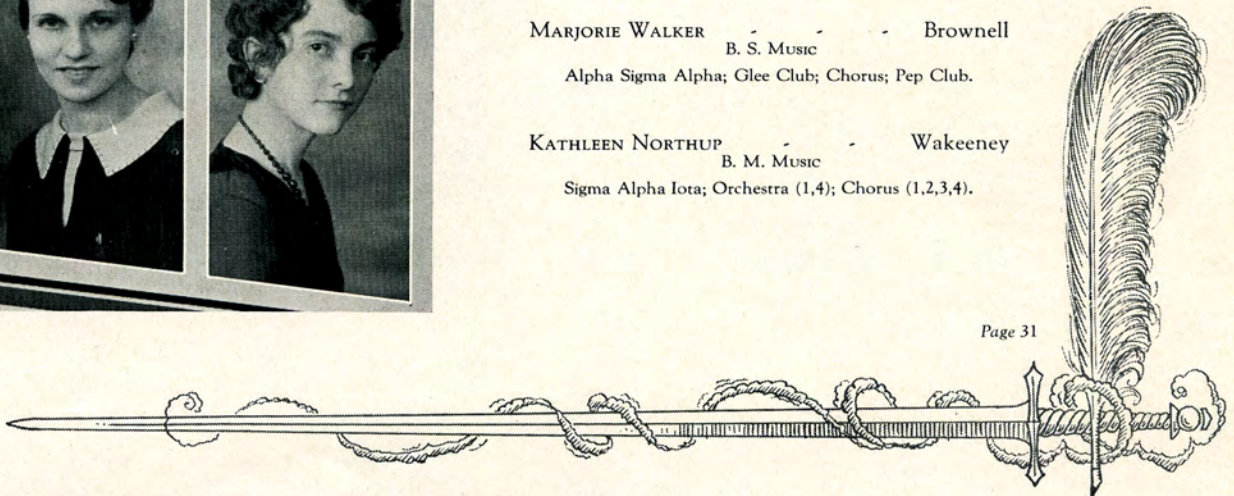 MARJORIE WALKER - - - Brownell
B. S. MUSIC
Alpha Sigma Alpha; Glee Club; Chorus; Pep Club.
KATHLEEN NORTHUP - - Wakeeney
B. M. MUSIC
Sigma Alpha Iota; Orchestra (1,4); Chorus (1,2,3,4).
Page 31